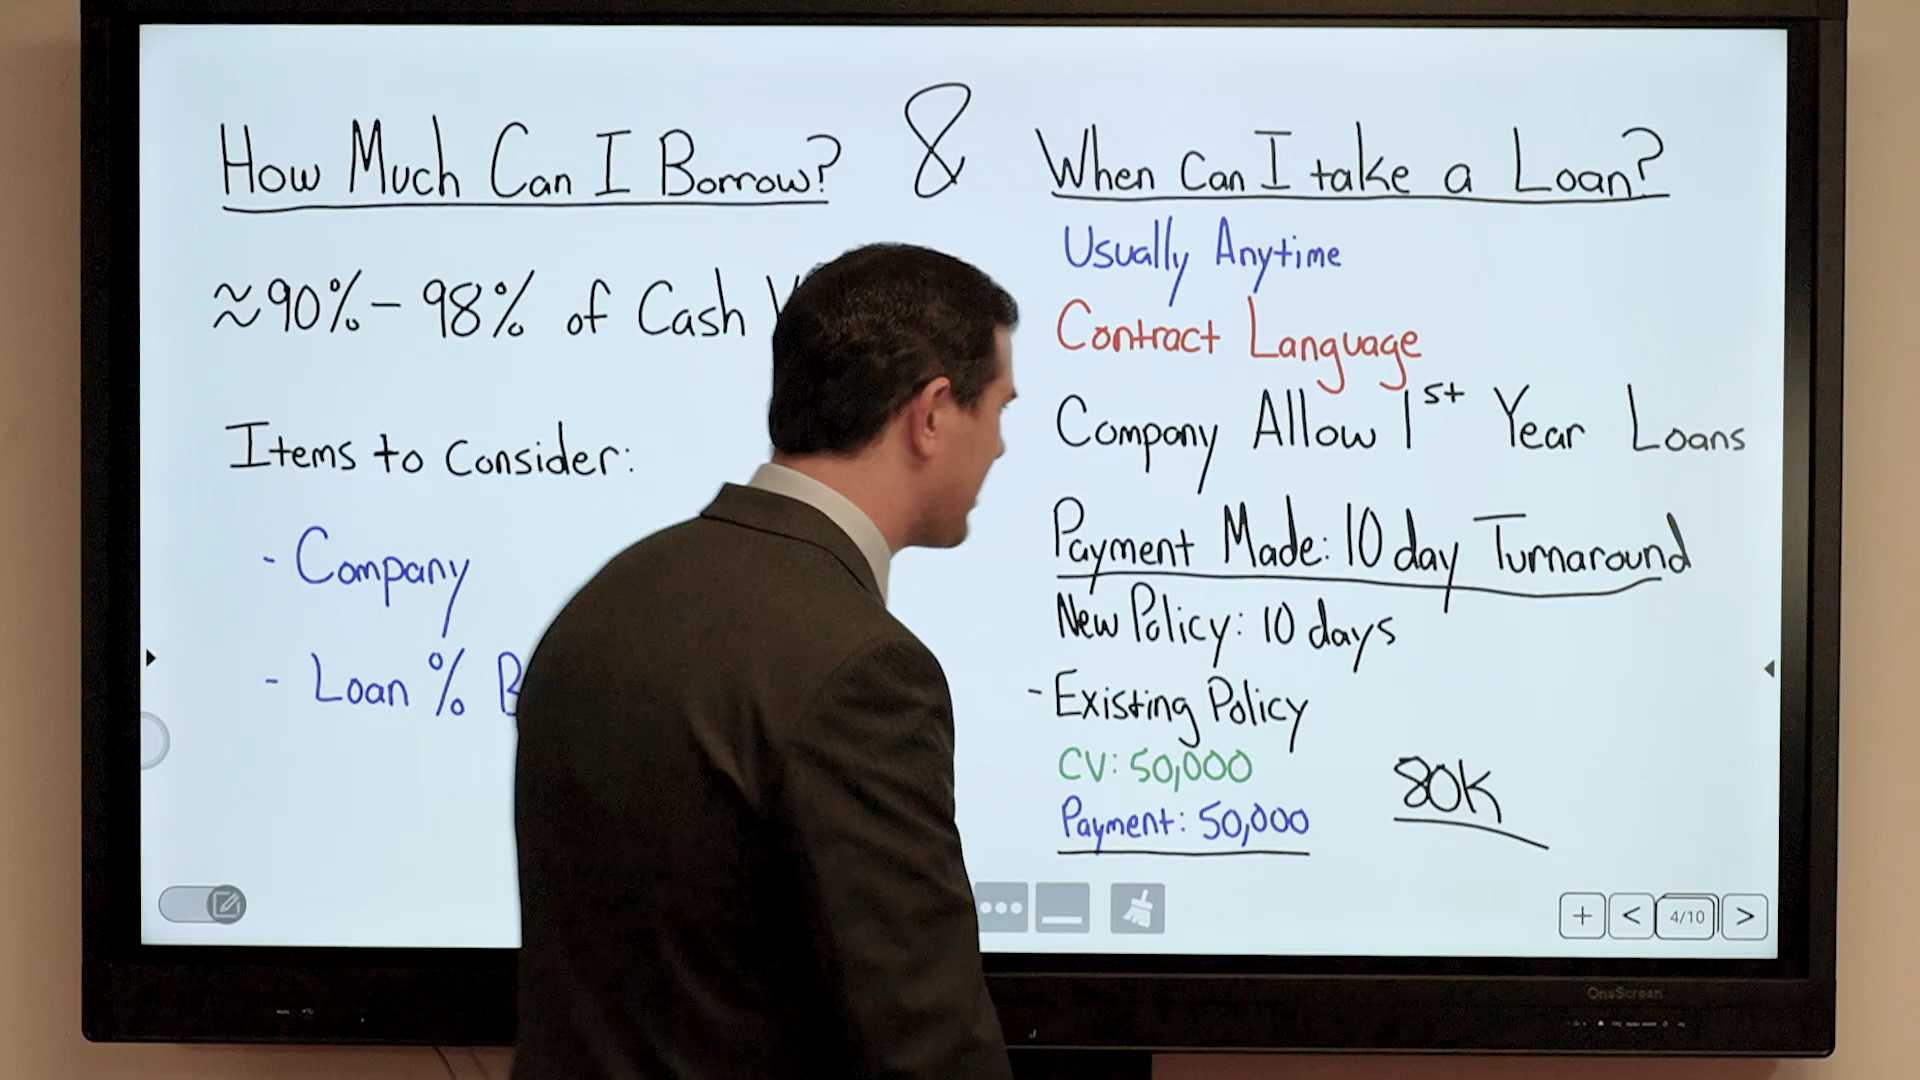 How Much Can I Borrow?
&
When Can I take a Loan?
≈90%-98% of Cash
Items to Consider:
- Company
- Loan %
Usually Anytime
Contract Language
Company Allow 1st Year Loans
Payment Made: 10 day Turnaround
New Policy: 10 days
- Existing Policy
CV: 50,000
Payment: 50,000
80K
+ < 4/10 >
OneScreen